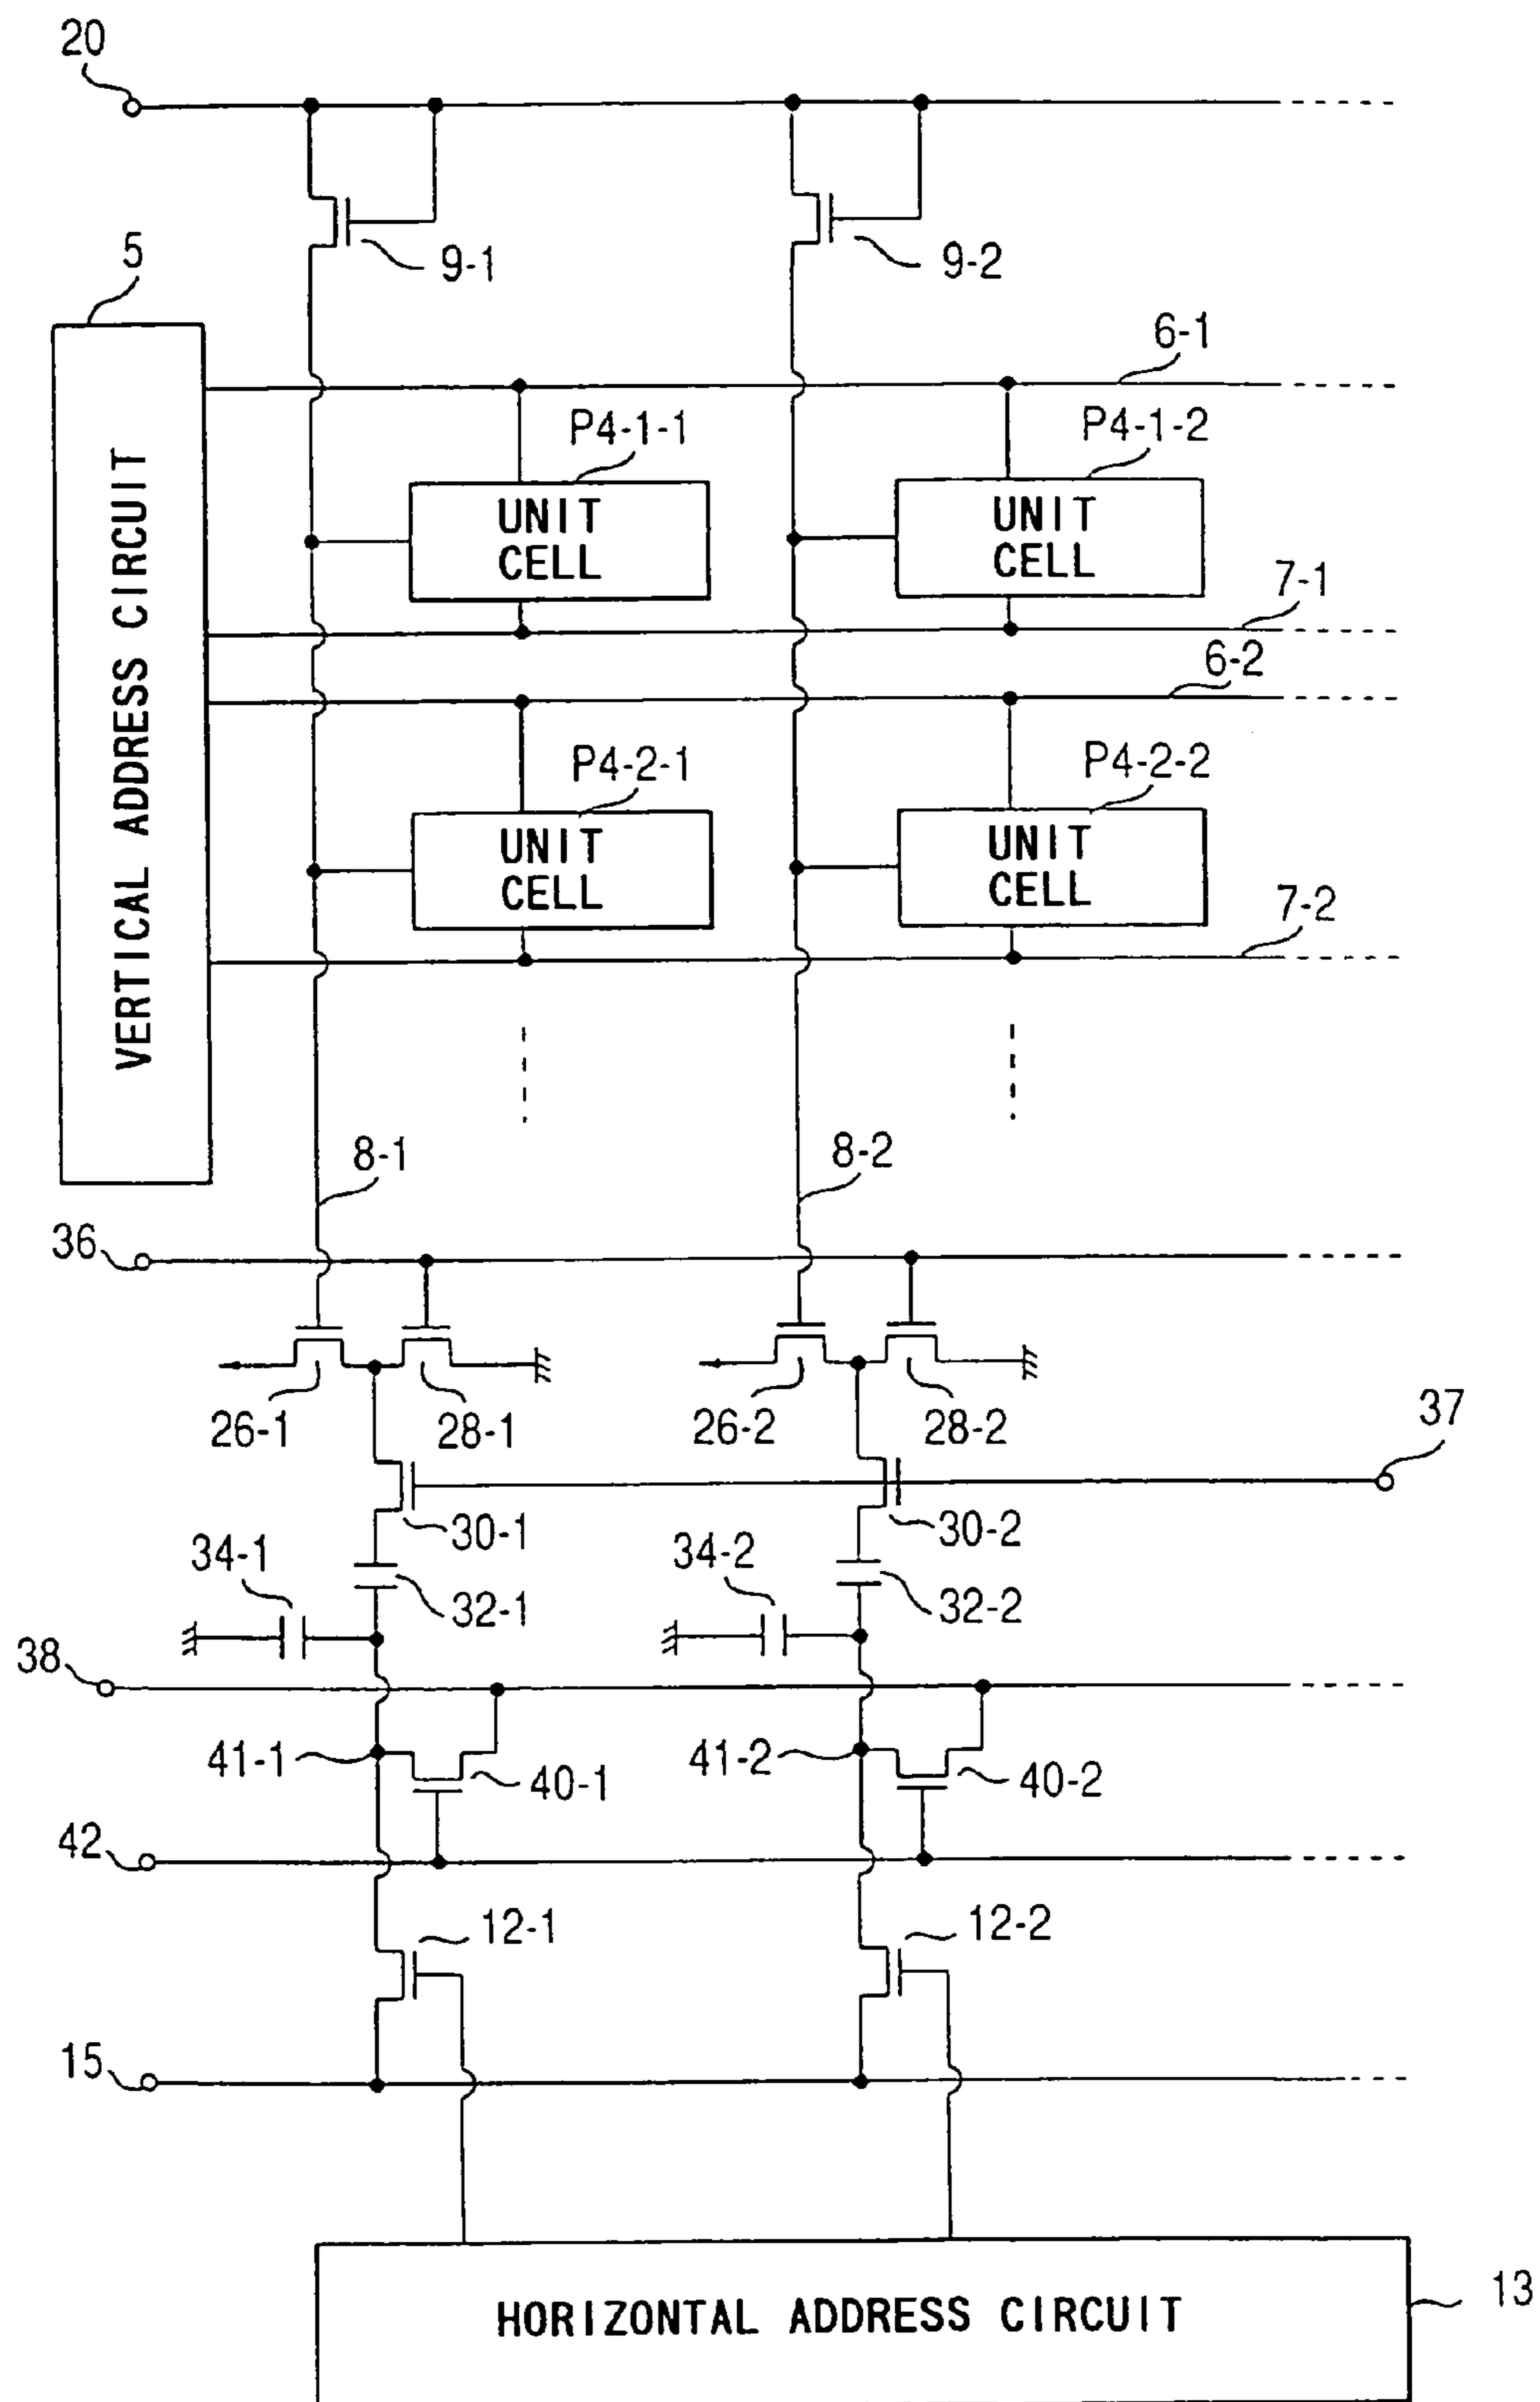 20
9-1
9-2
5
6-1
P4-1-1
P4-1-2
UNIT
CELL
UNIT
CELL
7-1
6-2
VERTICAL ADDRESS CIRCUIT
P4-2-1
P4-2-2
UNIT
CELL
UNIT
CELL
7-2
8-1
8-2
36
26-1
28-1
26-2
28-2
37
30-1
30-2
34-1
34-2
32-1
32-2
38
41-1
40-1
41-2
40-2
42
12-1
12-2
15
HORIZONTAL ADDRESS CIRCUIT
13